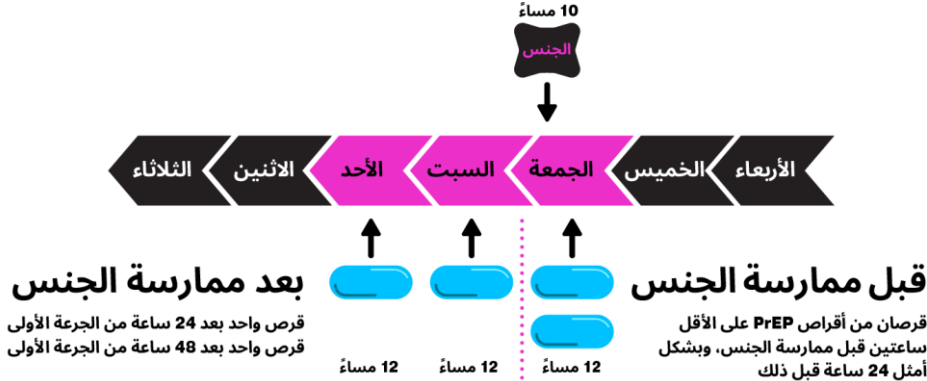 10 مساءً
الجنس
الأربعاء
الخميس
الجمعة
السبت
الأحد
الاثنين
الثلاثاء
قبل ممارسة الجنس
قرصان من أقراص PrEP على الأقل
ساعتين قبل ممارسة الجنس، وبشكل
أمثل 24 ساعة قبل ذلك
12 مساءً
12 مساءً
12 مساءً
بعد ممارسة الجنس
قرص واحد بعد 24 ساعة من الجرعة الأولى
قرص واحد بعد 48 ساعة من الجرعة الأولى